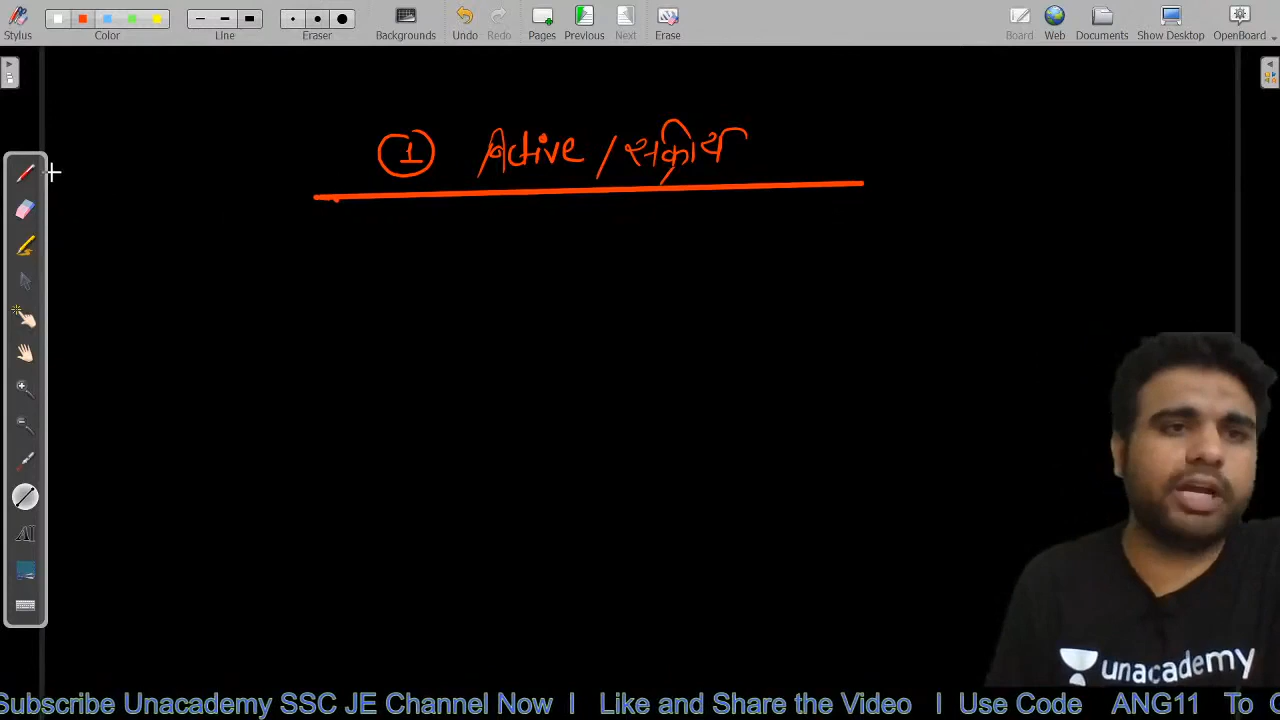 Stylus Color Line Eraser Backgrounds Undo Redo Pages Previous Next Erase Board Web Documents Show Desktop OpenBoard
① Active / सक्रीय
unacademy
Subscribe Unacademy SSC JE Channel Now I Like and Share the Video I Use Code ANG11 To